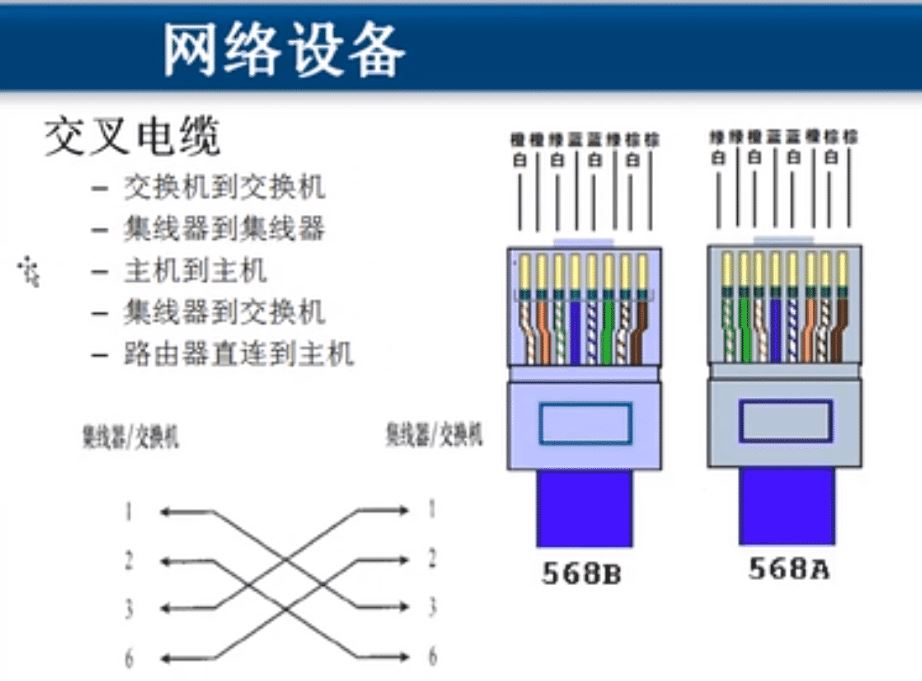 网络设备
交叉电缆
– 交换机到交换机
– 集线器到集线器
– 主机到主机
– 集线器到交换机
– 路由器直连到主机
集线器/交换机 集线器/交换机
1 1
2 2
3 3
6 6
橙 橙 绿 蓝 蓝 绿 棕 棕
白 白 白 白
568B
绿 绿 橙 蓝 蓝 橙 棕 棕
白 白 白 白
568A